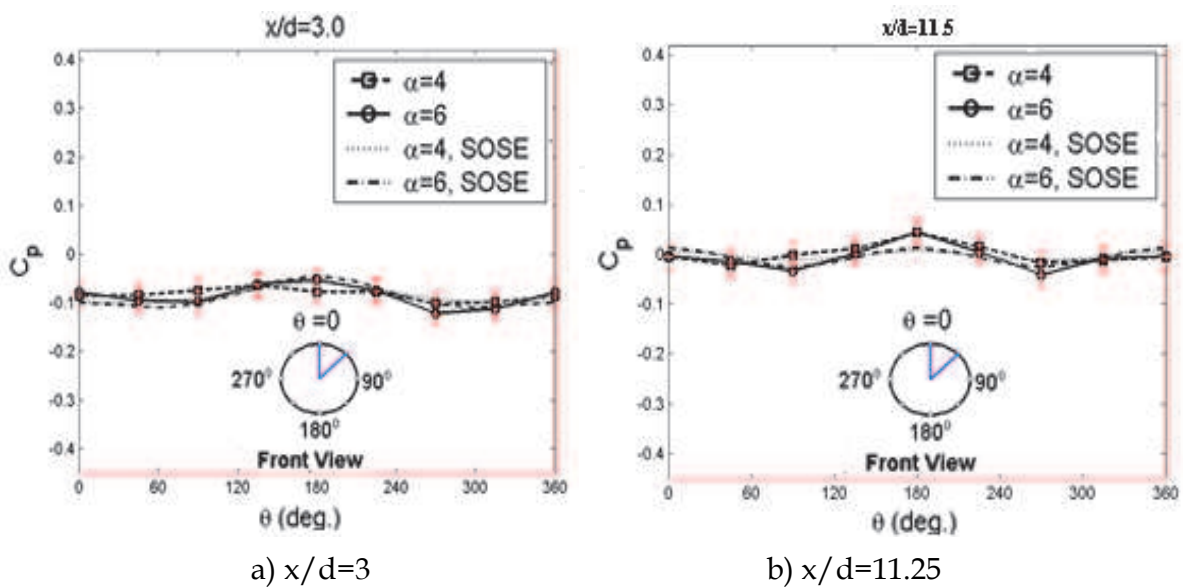 x/d=3.0
α=4
α=6
α=4, SOSE
α=6, SOSE
0.4
0.3
0.2
0.1
0
-0.1
-0.2
-0.3
-0.4
Cp
θ =0
270⁰
90⁰
180⁰
Front View
0 60 120 180 240 300 360
θ (deg.)
a) x/d=3
x/d=11.5
α=4
α=6
α=4, SOSE
α=6, SOSE
0.4
0.3
0.2
0.1
0
-0.1
-0.2
-0.3
-0.4
Cp
θ =0
270⁰
90⁰
180⁰
Front View
0 60 120 180 240 300 360
θ (deg.)
b) x/d=11.25